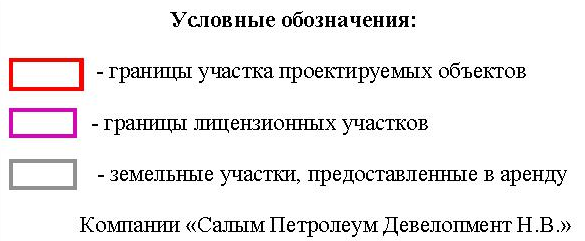 Условные обозначения:
- границы участка проектируемых объектов
- границы лицензионных участков
- земельные участки, предоставленные в аренду
Компании «Салым Петролеум Девелопмент Н.В.»